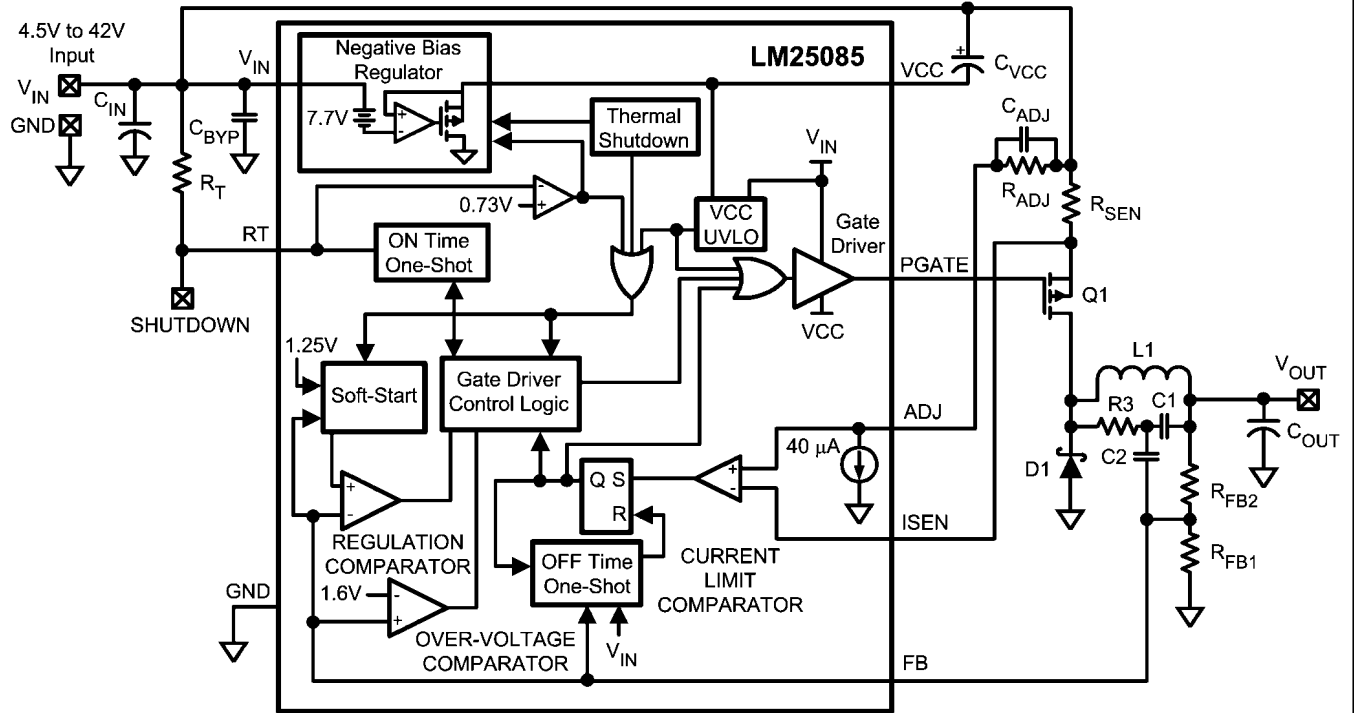 4.5V to 42V
Input
V_IN
GND
C_IN
C_BYP
V_IN
R_T
RT
SHUTDOWN
GND
LM25085
Negative Bias
Regulator
7.7V
+
-
Thermal
Shutdown
-
+
0.73V
ON Time
One-Shot
VCC
UVLO
V_IN
Gate
Driver
VCC
1.25V
Soft-Start
Gate Driver
Control Logic
+
-
REGULATION
COMPARATOR
1.6V
-
+
OVER-VOLTAGE
COMPARATOR
Q S
R
OFF Time
One-Shot
V_IN
+
-
CURRENT
LIMIT
COMPARATOR
40 µA
VCC
+
C_VCC
C_ADJ
R_ADJ
R_SEN
PGATE
Q1
ADJ
ISEN
FB
L1
R3
C1
C2
D1
V_OUT
C_OUT
R_FB2
R_FB1